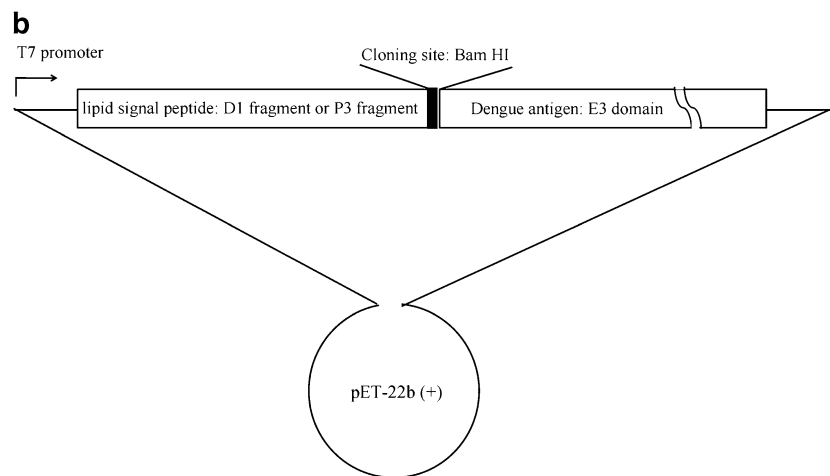 b
T7 promoter
Cloning site: Bam HI
lipid signal peptide: D1 fragment or P3 fragment
Dengue antigen: E3 domain
pET-22b (+)